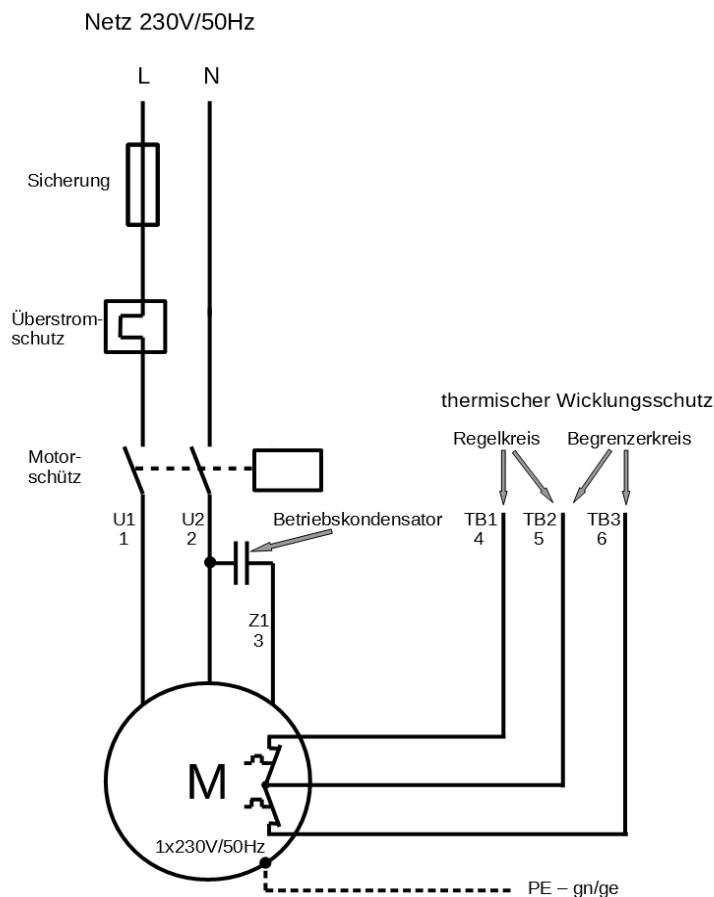 Netz 230V/50Hz
L N
Sicherung
Überstrom-
schutz
thermischer Wicklungsschutz
Regelkreis Begrenzerkreis
Motor-
schütz
U1 U2 Betriebskondensator TB1 TB2 TB3
1 2 4 5 6
Z1
3
M
1x230V/50Hz
PE – gn/ge